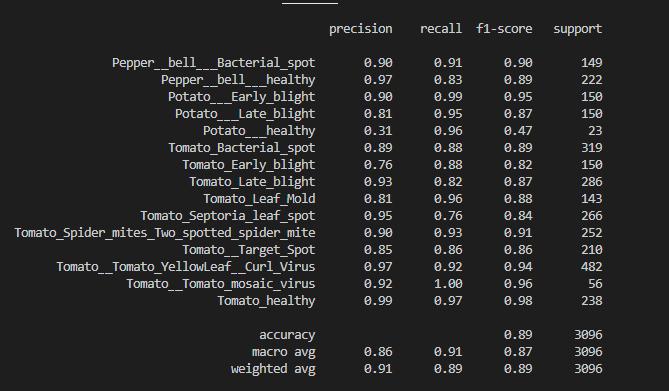 precision recall f1-score support
Pepper__bell___Bacterial_spot 0.90 0.91 0.90 149
Pepper__bell___healthy 0.97 0.83 0.89 222
Potato___Early_blight 0.90 0.99 0.95 150
Potato___Late_blight 0.81 0.95 0.87 150
Potato___healthy 0.31 0.96 0.47 23
Tomato_Bacterial_spot 0.89 0.88 0.89 319
Tomato_Early_blight 0.76 0.88 0.82 150
Tomato_Late_blight 0.93 0.82 0.87 286
Tomato_Leaf_Mold 0.81 0.96 0.88 143
Tomato_Septoria_leaf_spot 0.95 0.76 0.84 266
Tomato_Spider_mites_Two_spotted_spider_mite 0.90 0.93 0.91 252
Tomato__Target_Spot 0.85 0.86 0.86 210
Tomato__Tomato_YellowLeaf__Curl_Virus 0.97 0.92 0.94 482
Tomato__Tomato_mosaic_virus 0.92 1.00 0.96 56
Tomato_healthy 0.99 0.97 0.98 238
accuracy 0.89 3096
macro avg 0.86 0.91 0.87 3096
weighted avg 0.91 0.89 0.89 3096